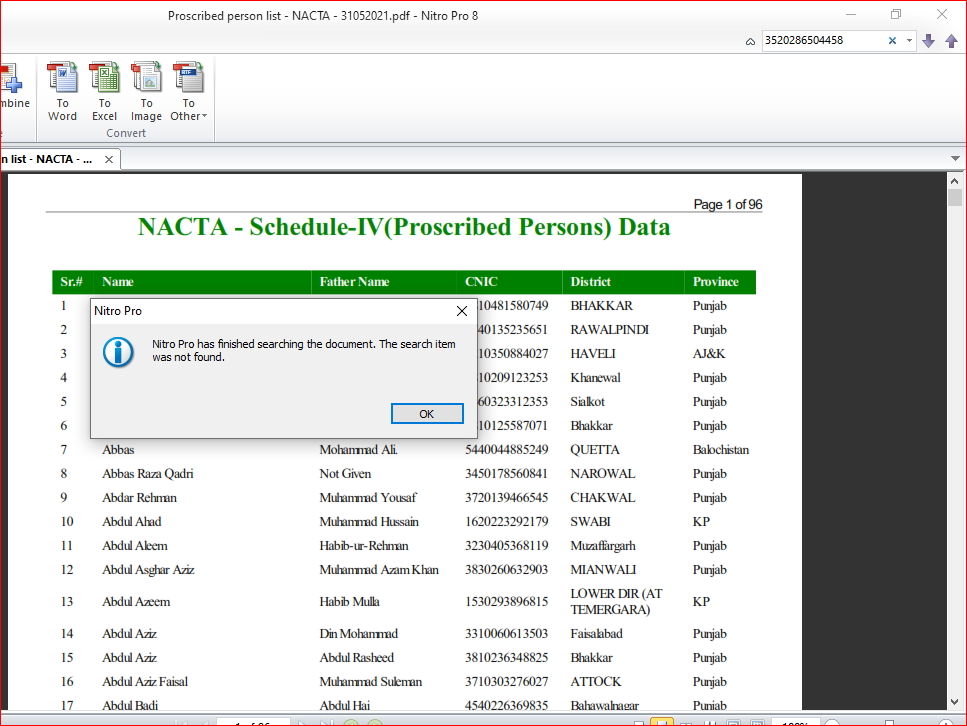 Proscribed person list - NACTA - 31052021.pdf - Nitro Pro 8
3520286504458
mbine
To Word
To Excel
To Image
To Other
Convert
n list - NACTA - ...
Page 1 of 96
NACTA - Schedule-IV(Proscribed Persons) Data
Sr.# Name Father Name CNIC District Province
1 10481580749 BHAKKAR Punjab
2 40135235651 RAWALPINDI Punjab
3 10350884027 HAVELI AJ&K
4 10209123253 Khanewal Punjab
5 60323312353 Sialkot Punjab
6 10125587071 Bhakkar Punjab
Nitro Pro
Nitro Pro has finished searching the document. The search item
was not found.
OK
7 Abbas Mohammad Ali. 5440044885249 QUETTA Balochistan
8 Abbas Raza Qadri Not Given 3450178560841 NAROWAL Punjab
9 Abdar Rehman Muhammad Yousaf 3720139466545 CHAKWAL Punjab
10 Abdul Ahad Muhammad Hussain 1620223292179 SWABI KP
11 Abdul Aleem Habib-ur-Rehman 3230405368119 Muzaffargarh Punjab
12 Abdul Asghar Aziz Muhammad Azam Khan 3830260632903 MIANWALI Punjab
13 Abdul Azeem Habib Mulla 1530293896815 LOWER DIR (AT TEMERGARA) KP
14 Abdul Aziz Din Mohammad 3310060613503 Faisalabad Punjab
15 Abdul Aziz Abdul Rasheed 3810236348825 Bhakkar Punjab
16 Abdul Aziz Faisal Muhammad Suleman 3710303276027 ATTOCK Punjab
17 Abdul Badi Abdul Hai 4540226869389 Bahawalnagar Punjab
1 of 96
100%